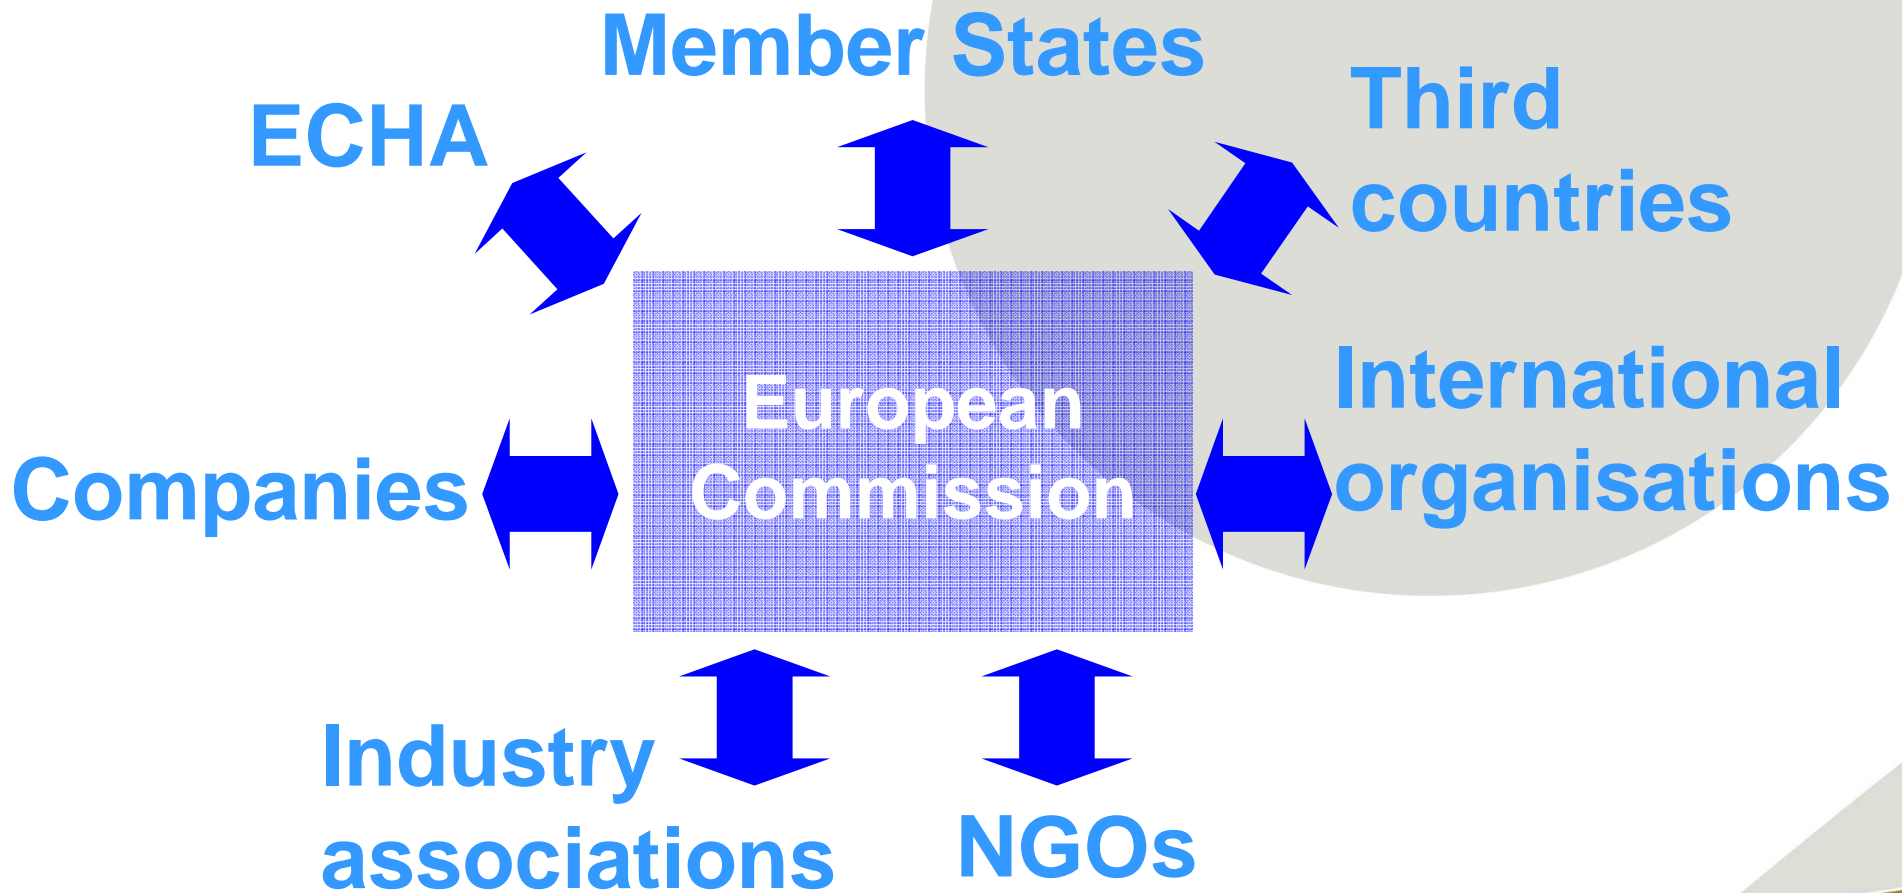 Member States
ECHA
Third
countries
European
Commission
International
organisations
Companies
Industry
associations
NGOs